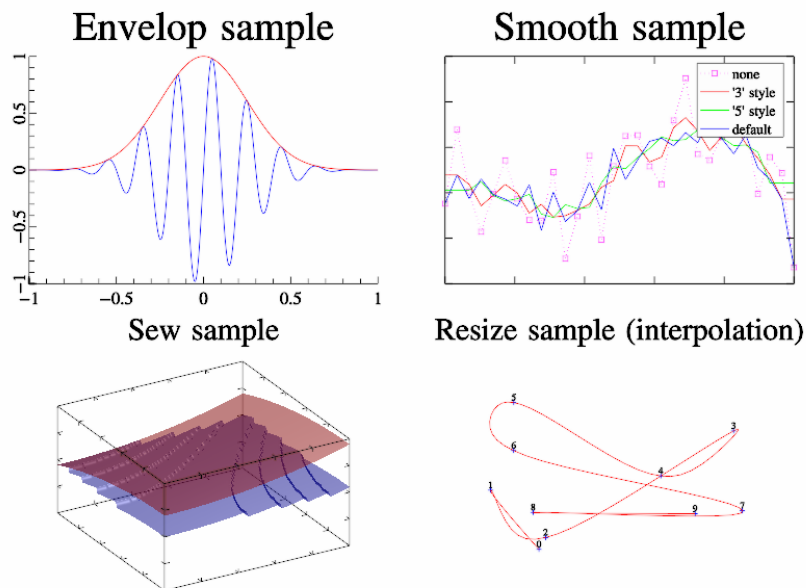 Envelop sample
Smooth sample
1
0.5
0
−0.5
−1
−1
−0.5
0
0.5
1
none
'3' style
'5' style
default
Sew sample
Resize sample (interpolation)
5
3
6
4
1
8
9
7
2
0